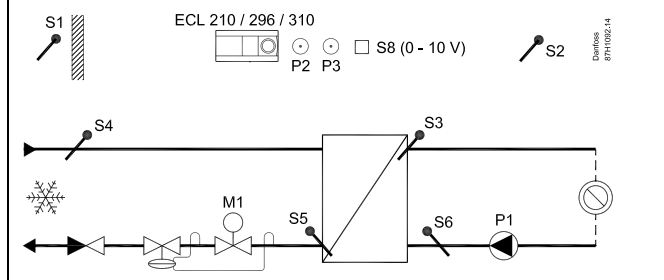 S1
ECL 210 / 296 / 310
P2
P3
S8 (0 - 10 V)
S2
Danfoss
87H1092.14
S4
S3
M1
S5
S6
P1